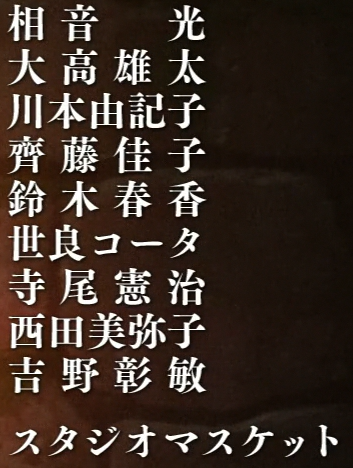 相音　光
大高雄太
川本由記子
齊藤佳子
鈴木春香
世良コータ
寺尾憲治
西田美弥子
吉野彰敏
スタジオマスケット